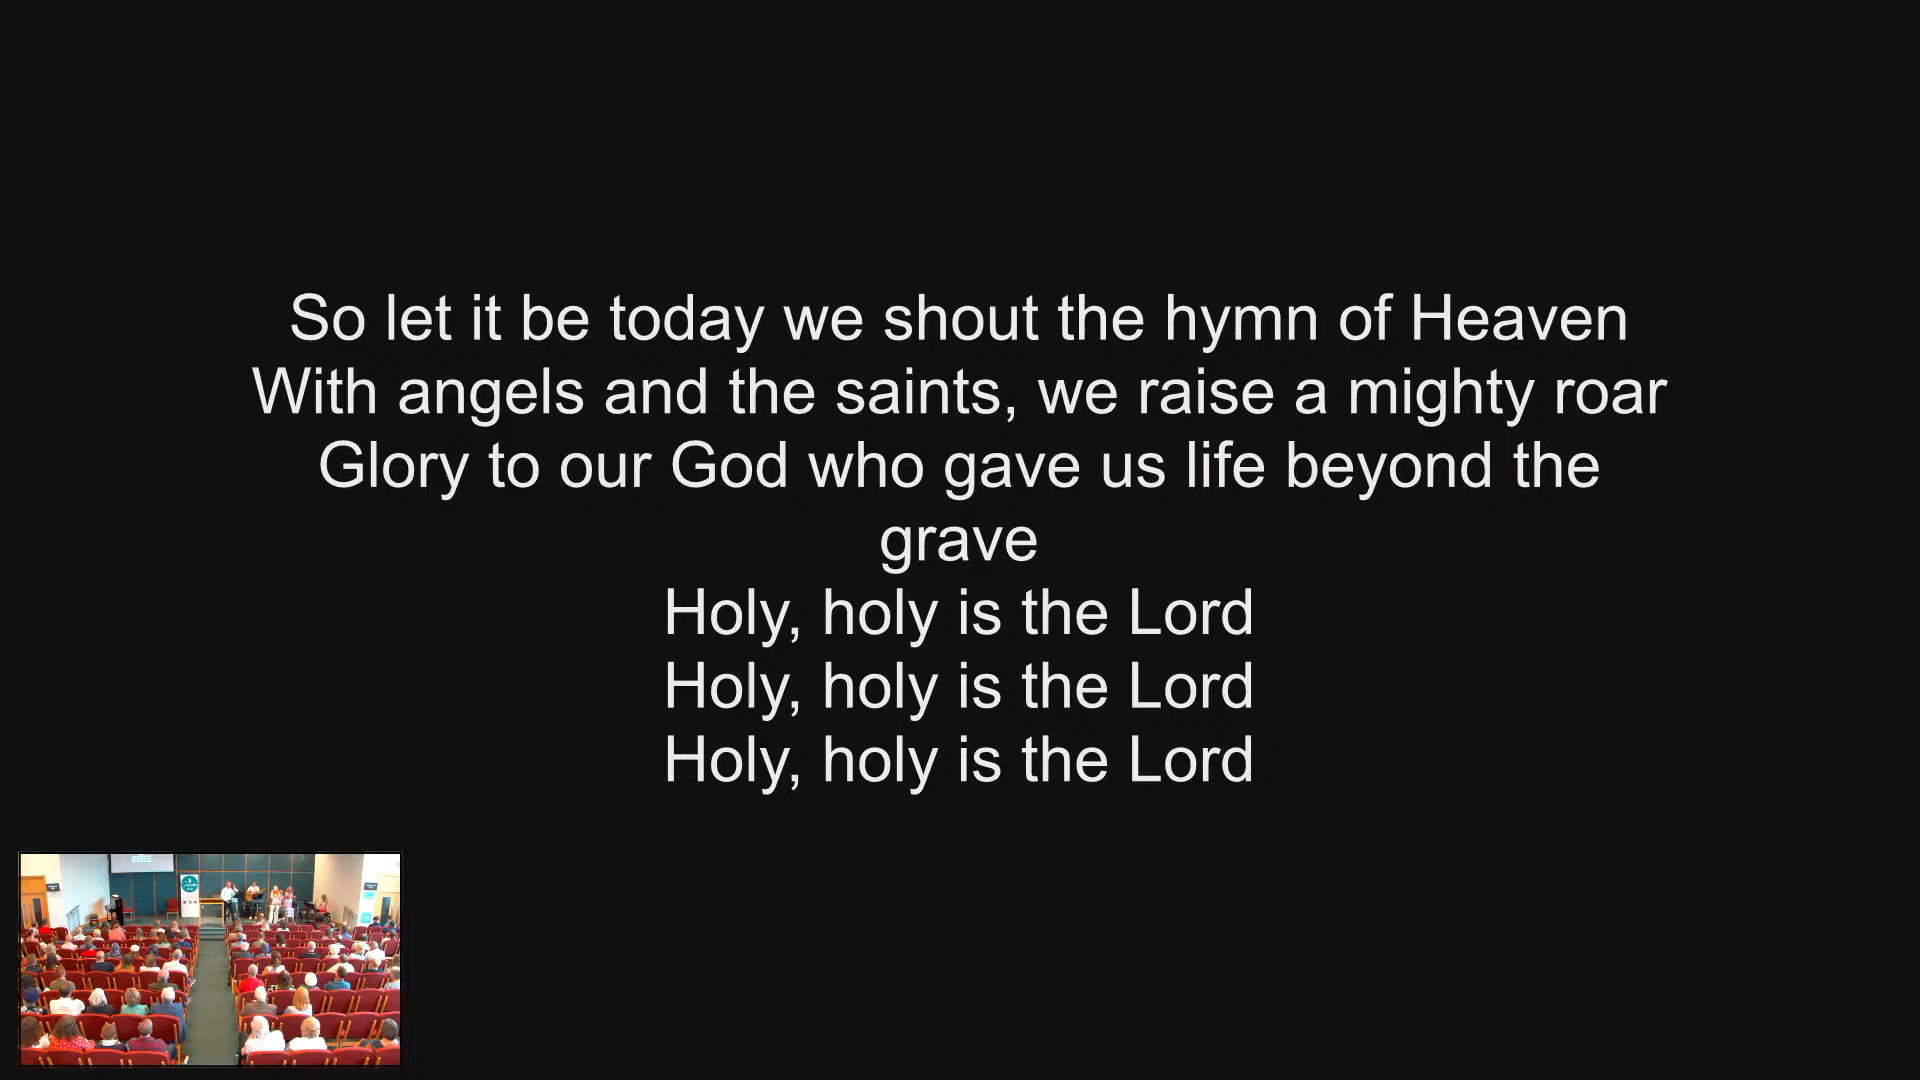 So let it be today we shout the hymn of Heaven
With angels and the saints, we raise a mighty roar
Glory to our God who gave us life beyond the
grave
Holy, holy is the Lord
Holy, holy is the Lord
Holy, holy is the Lord